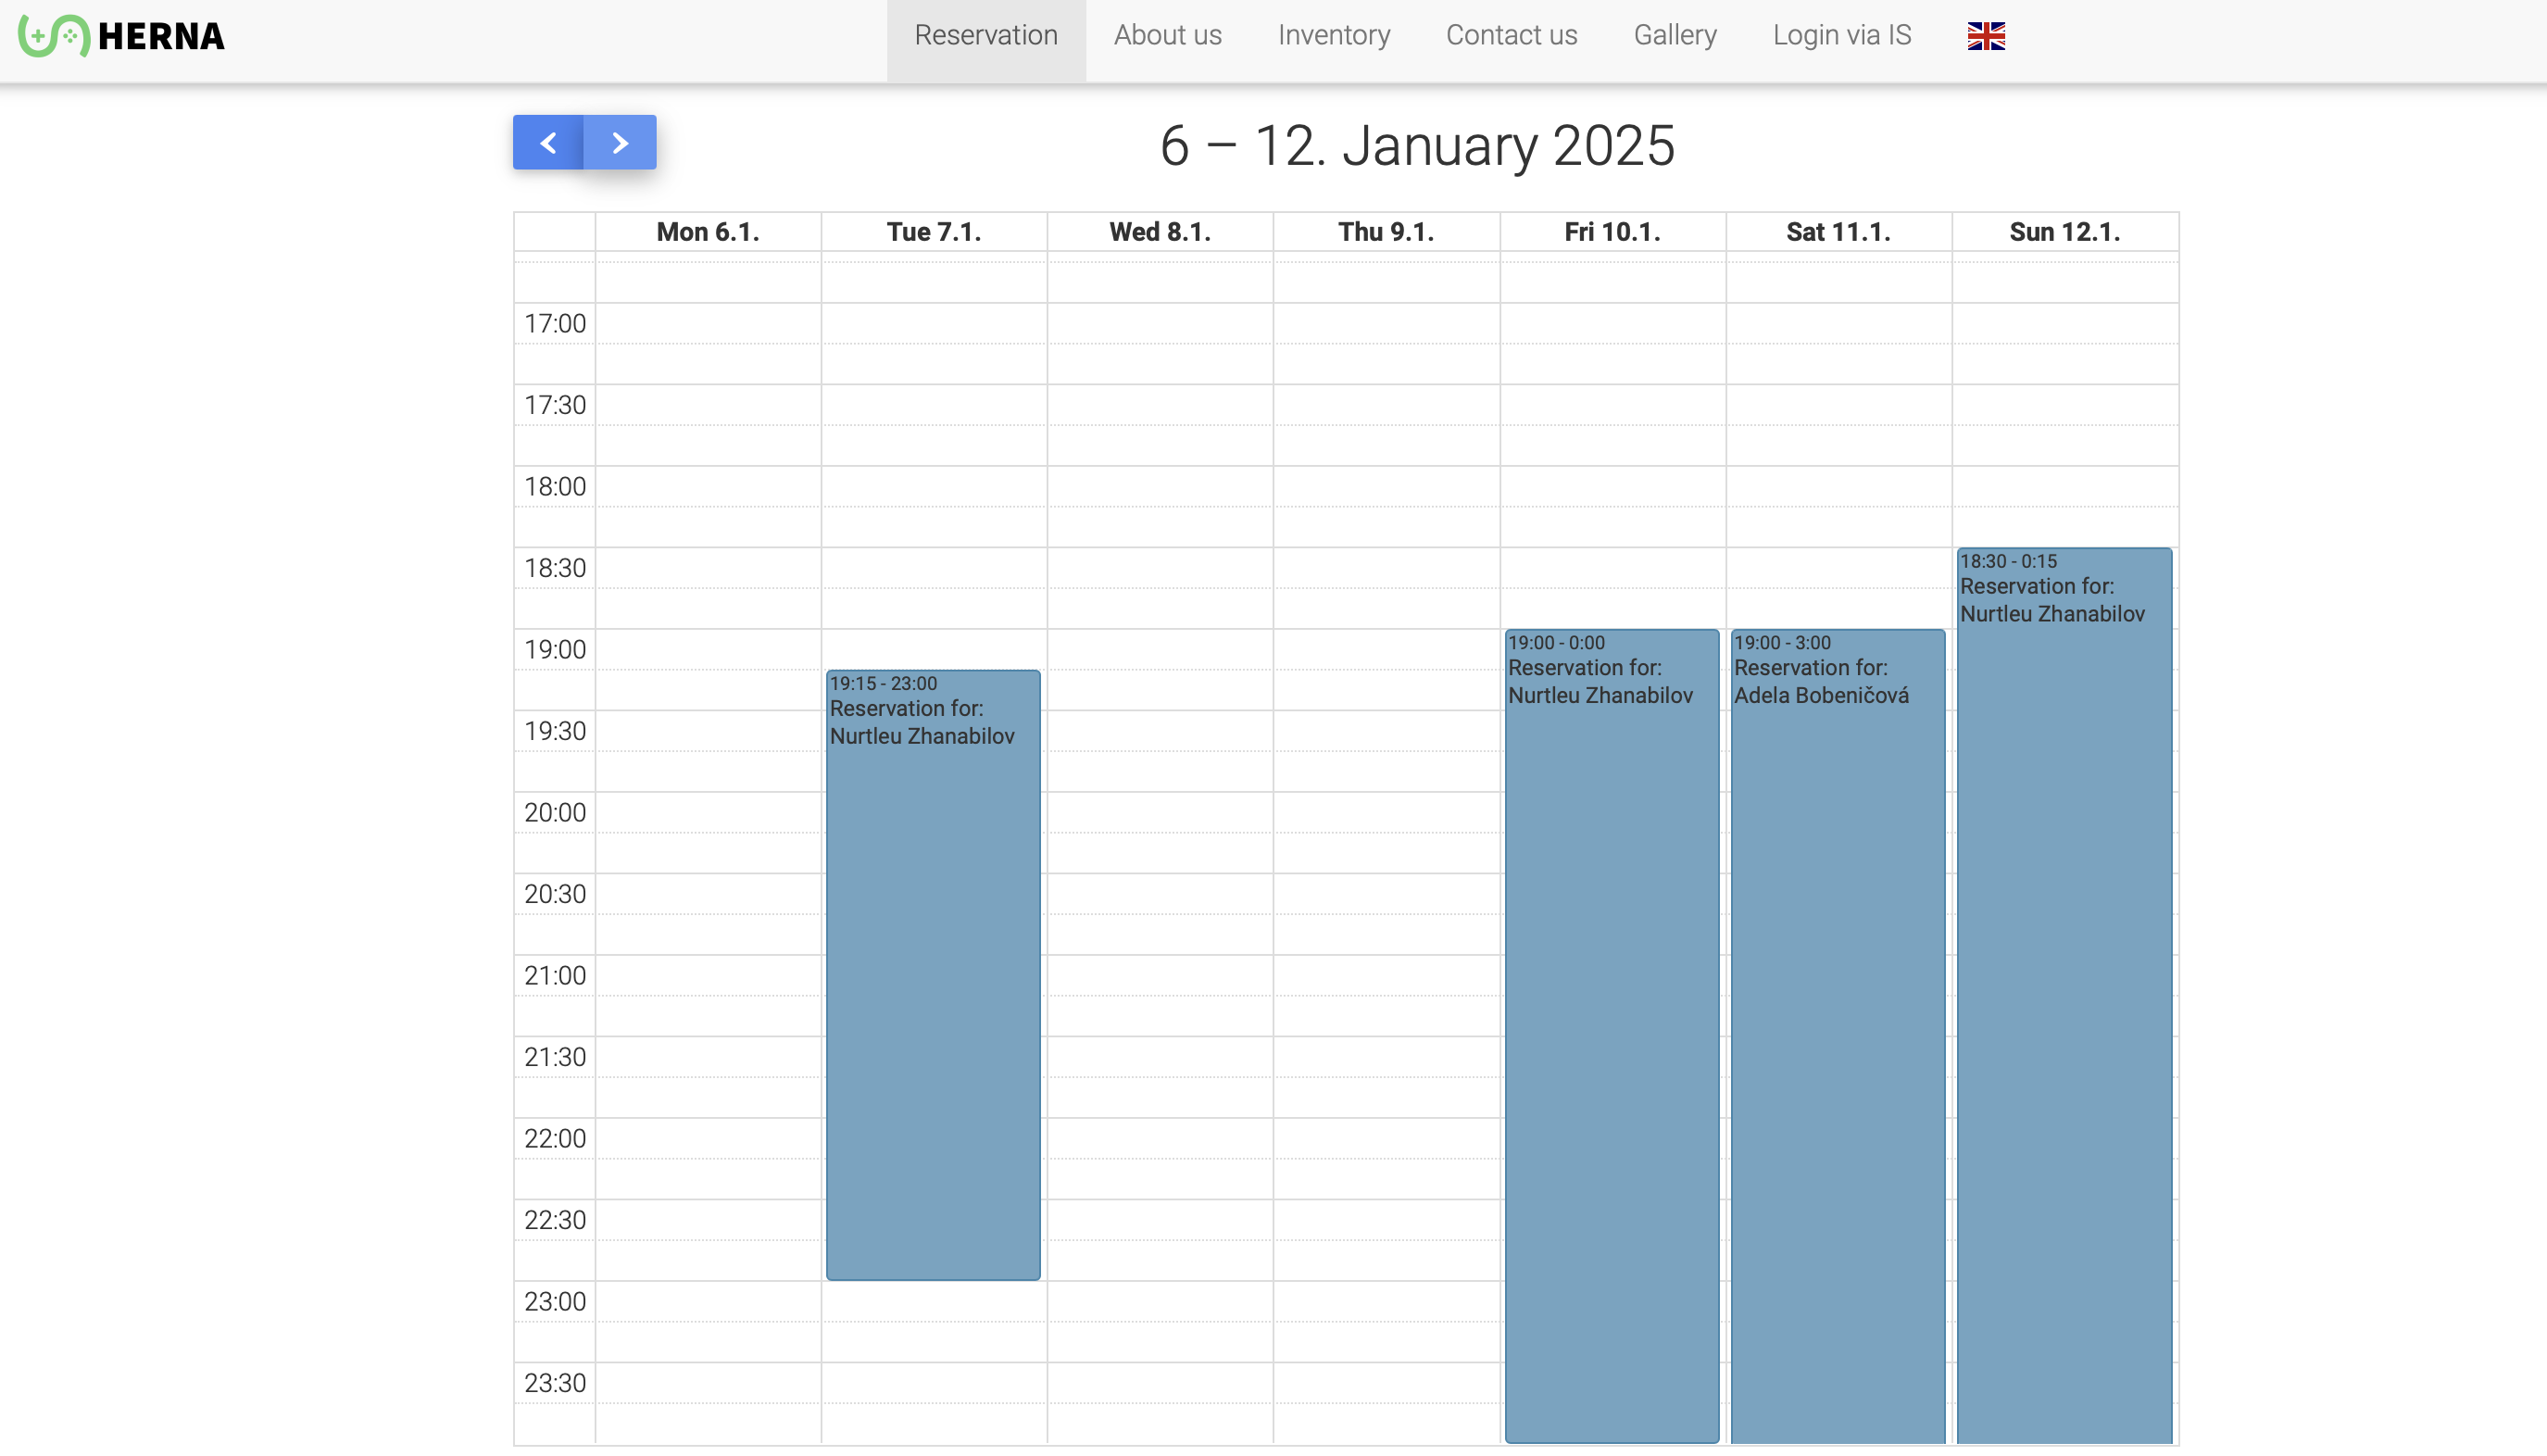 HERNA
Reservation
About us
Inventory
Contact us
Gallery
Login via IS
6 – 12. January 2025
Mon 6.1.
Tue 7.1.
Wed 8.1.
Thu 9.1.
Fri 10.1.
Sat 11.1.
Sun 12.1.
17:00
17:30
18:00
18:30
18:30 - 0:15
Reservation for:
Nurtleu Zhanabilov
19:00
19:00 - 0:00
Reservation for:
Nurtleu Zhanabilov
19:00 - 3:00
Reservation for:
Adela Bobeničová
19:15 - 23:00
Reservation for:
Nurtleu Zhanabilov
19:30
20:00
20:30
21:00
21:30
22:00
22:30
23:00
23:30